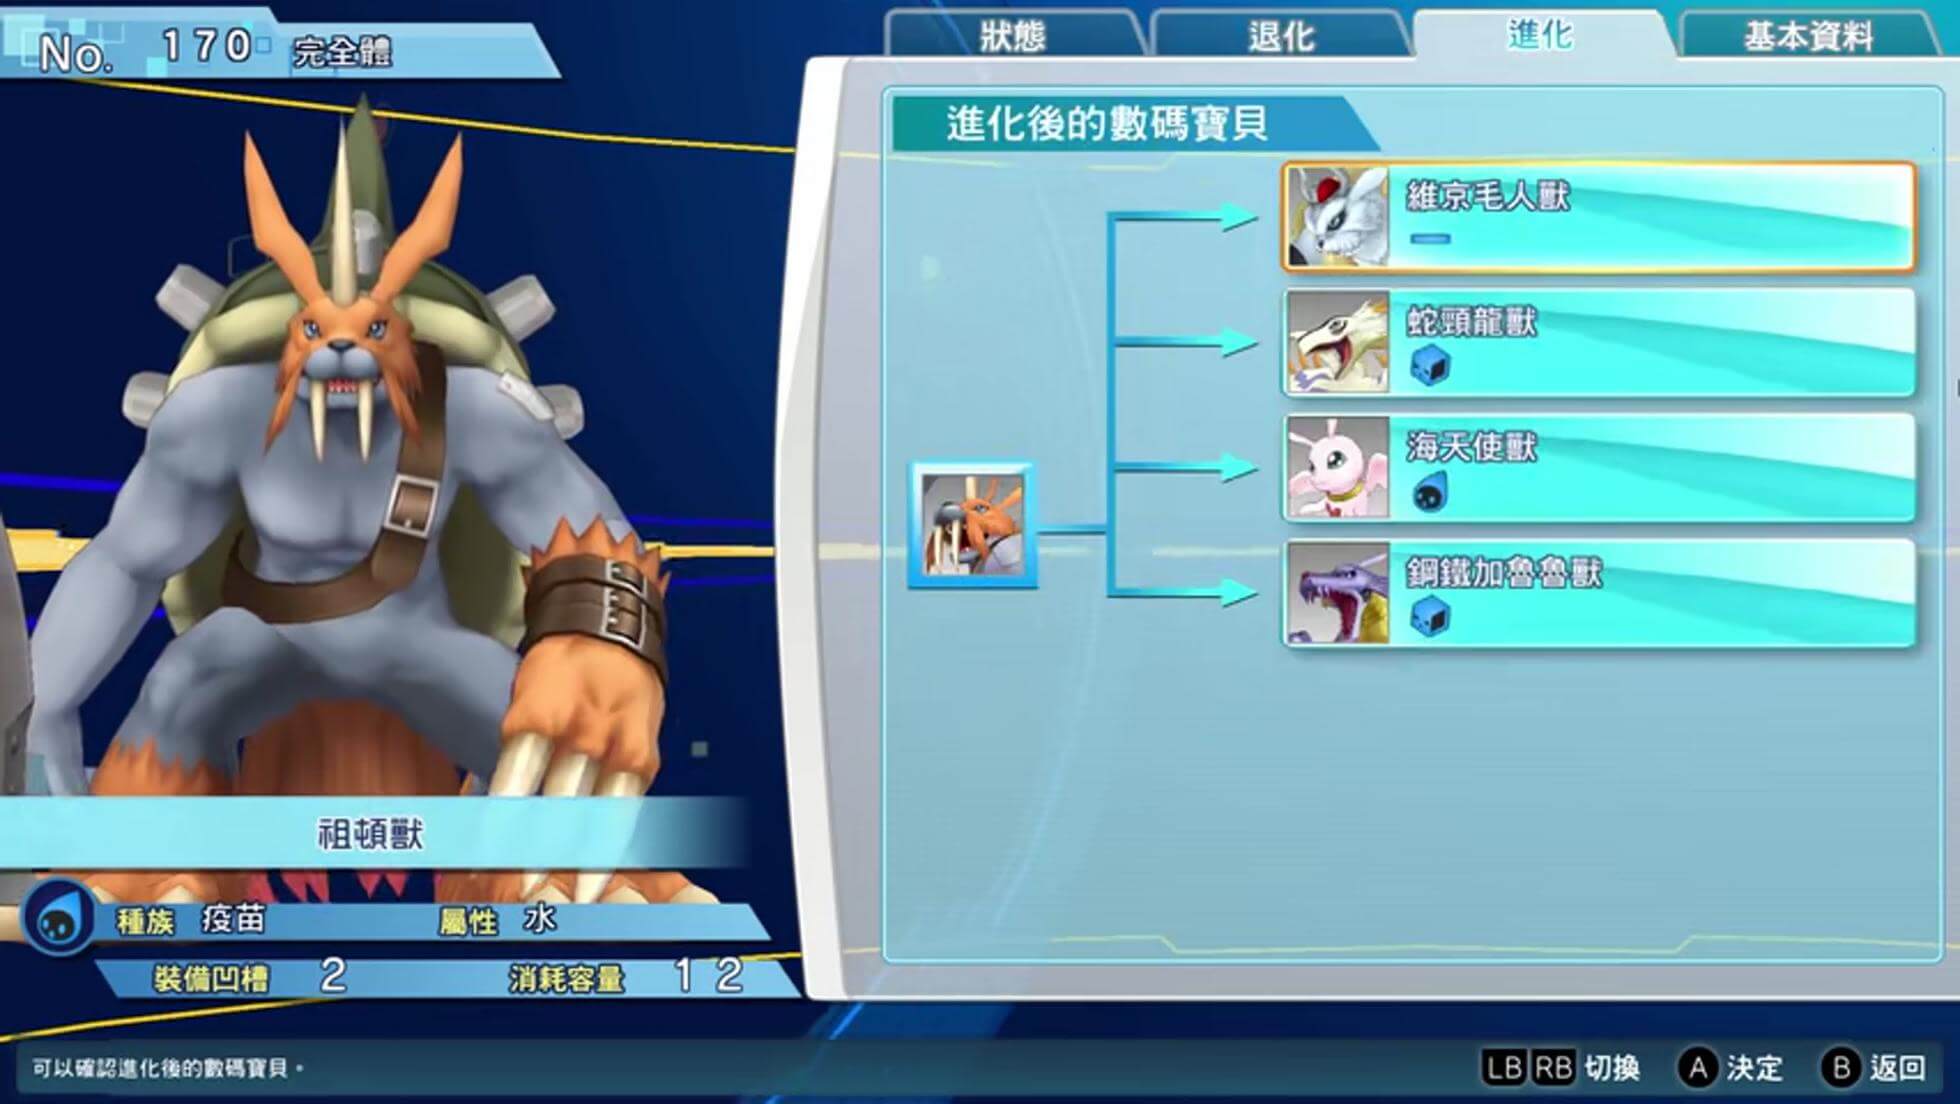 No. 170 完全體
狀態 退化 進化 基本資料
進化後的數碼寶貝
維京毛人獸
蛇頸龍獸
海天使獸
鋼鐵加魯魯獸
祖頓獸
種族 疫苗 屬性 水
裝備凹槽 2 消耗容量 12
可以確認進化後的數碼寶貝。
LB RB 切換 A 決定 B 返回